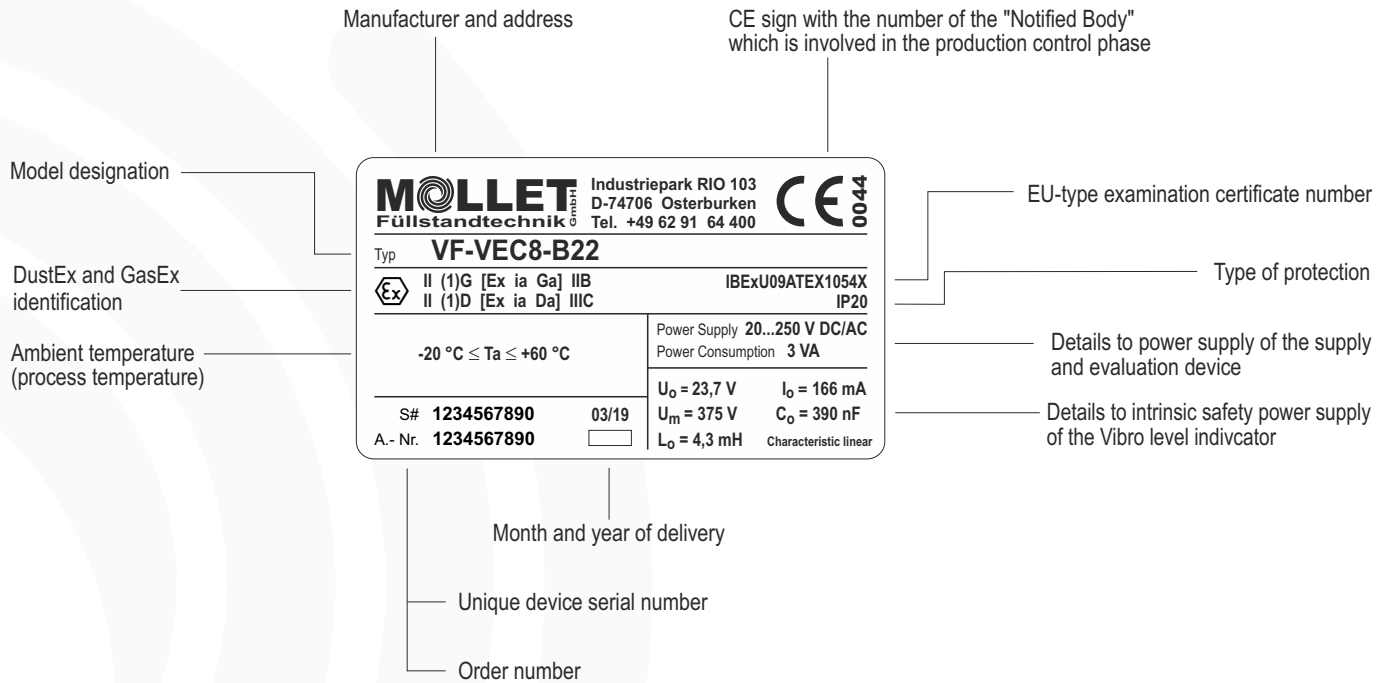 Manufacturer and address
CE sign with the number of the "Notified Body"
which is involved in the production control phase
Model designation
DustEx and GasEx
identification
Ambient temperature
(process temperature)
MOLLET
Füllstandtechnik GmbH
Industriepark RIO 103
D-74706 Osterburken
Tel. +49 62 91 64 400
CE 0044
Typ VF-VEC8-B22
Ex II (1)G [Ex ia Ga] IIB
II (1)D [Ex ia Da] IIIC
IBExU09ATEX1054X
IP20
-20 °C ≤ Ta ≤ +60 °C
Power Supply 20...250 V DC/AC
Power Consumption 3 VA
Uo = 23,7 V Io = 166 mA
Um = 375 V Co = 390 nF
Lo = 4,3 mH Characteristic linear
S# 1234567890 03/19
A.- Nr. 1234567890
EU-type examination certificate number
Type of protection
Details to power supply of the supply
and evaluation device
Details to intrinsic safety power supply
of the Vibro level indivcator
Month and year of delivery
Unique device serial number
Order number